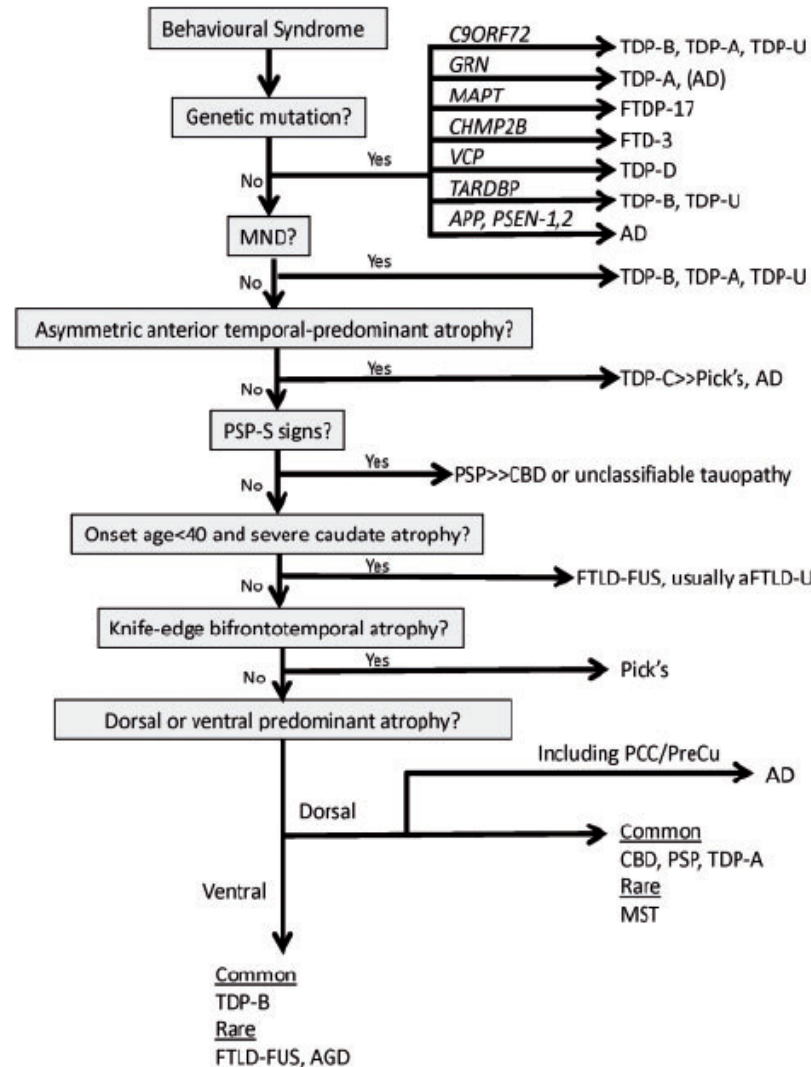 Behavioural Syndrome
Genetic mutation?
Yes
No
C9ORF72
TDP-B, TDP-A, TDP-U
GRN
TDP-A, (AD)
MAPT
FTDP-17
CHMP2B
FTD-3
VCP
TDP-D
TARDBP
TDP-B, TDP-U
APP, PSEN-1,2
AD
MND?
Yes
No
TDP-B, TDP-A, TDP-U
Asymmetric anterior temporal-predominant atrophy?
Yes
No
TDP-C>>Pick's, AD
PSP-S signs?
Yes
No
PSP>>CBD or unclassifiable tauopathy
Onset age<40 and severe caudate atrophy?
Yes
No
FTLD-FUS, usually aFTLD-U
Knife-edge bifrontotemporal atrophy?
Yes
No
Pick's
Dorsal or ventral predominant atrophy?
Including PCC/PreCu
AD
Dorsal
Common
CBD, PSP, TDP-A
Rare
MST
Ventral
Common
TDP-B
Rare
FTLD-FUS, AGD